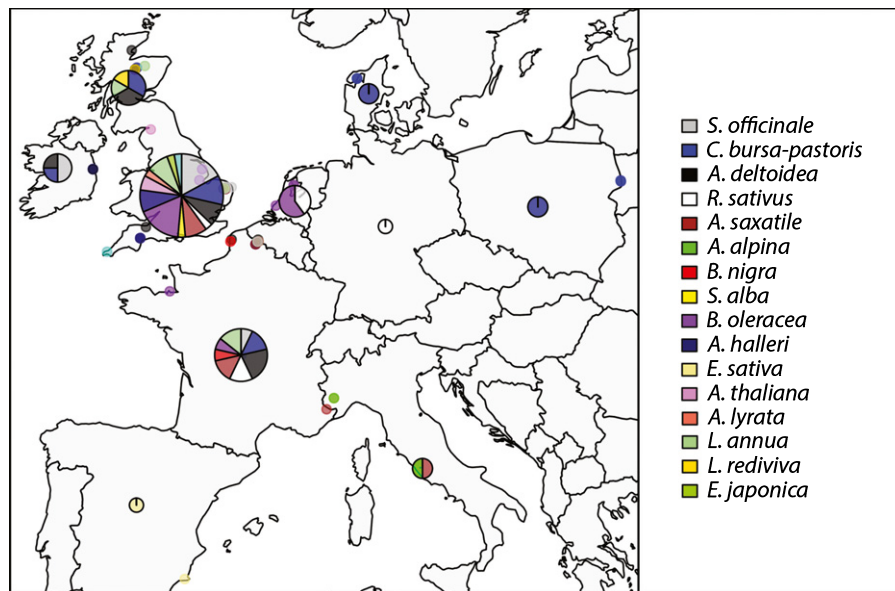 S. officinale
C. bursa-pastoris
A. deltoidea
R. sativus
A. saxatile
A. alpina
B. nigra
S. alba
B. oleracea
A. halleri
E. sativa
A. thaliana
A. lyrata
L. annua
L. rediviva
E. japonica